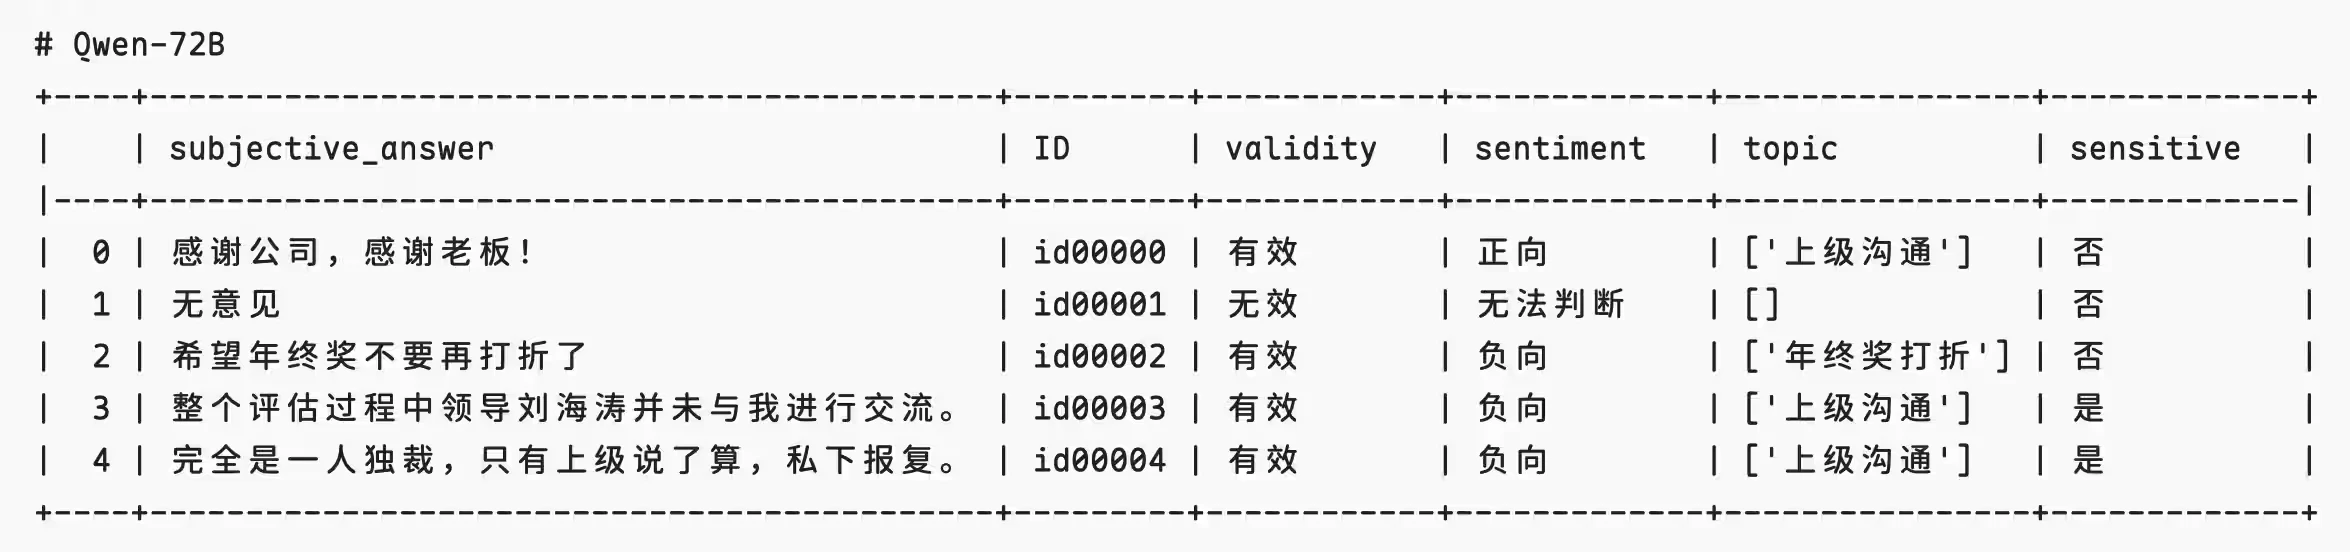 # Qwen-72B
+----+--------------------------------------------+---------+------------+-------------+----------------+-------------+
|    | subjective_answer | ID | validity | sentiment | topic | sensitive |
|----+--------------------------------------------+---------+------------+-------------+----------------+-------------|
| 0 | 感谢公司，感谢老板！ | id00000 | 有效 | 正向 | ['上级沟通'] | 否 |
| 1 | 无意见 | id00001 | 无效 | 无法判断 | [] | 否 |
| 2 | 希望年终奖不要再打折了 | id00002 | 有效 | 负向 | ['年终奖打折'] | 否 |
| 3 | 整个评估过程中领导刘海涛并未与我进行交流。 | id00003 | 有效 | 负向 | ['上级沟通'] | 是 |
| 4 | 完全是一人独裁，只有上级说了算，私下报复。 | id00004 | 有效 | 负向 | ['上级沟通'] | 是 |
+----+--------------------------------------------+---------+------------+-------------+----------------+-------------+